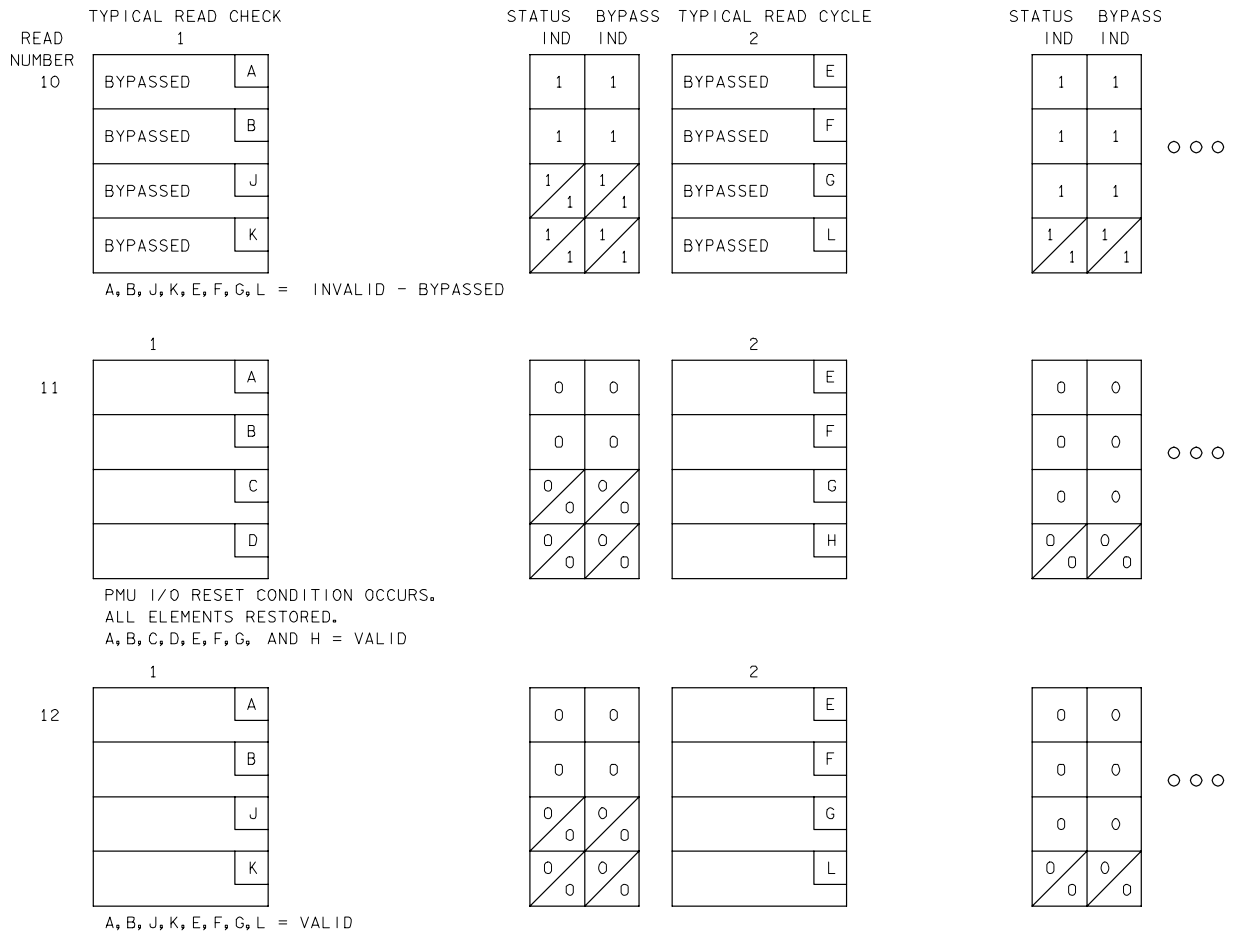 TYPICAL READ CHECK STATUS BYPASS TYPICAL READ CYCLE STATUS BYPASS
READ 1 IND IND 2 IND IND
NUMBER
10 BYPASSED A 1 1 BYPASSED E 1 1
BYPASSED B 1 1 BYPASSED F 1 1
BYPASSED J 1 1 1 1 BYPASSED G 1 1
BYPASSED K 1 1 1 1 BYPASSED L 1 1 1 1
A, B, J, K, E, F, G, L = INVALID - BYPASSED
1 2
11 A 0 0 E 0 0
B 0 0 F 0 0
C 0 0 0 0 G 0 0
D 0 0 0 0 H 0 0 0 0
PMU I/O RESET CONDITION OCCURS.
ALL ELEMENTS RESTORED.
A, B, C, D, E, F, G, AND H = VALID
1 2
12 A 0 0 E 0 0
B 0 0 F 0 0
J 0 0 0 0 G 0 0
K 0 0 0 0 L 0 0 0 0
A, B, J, K, E, F, G, L = VALID